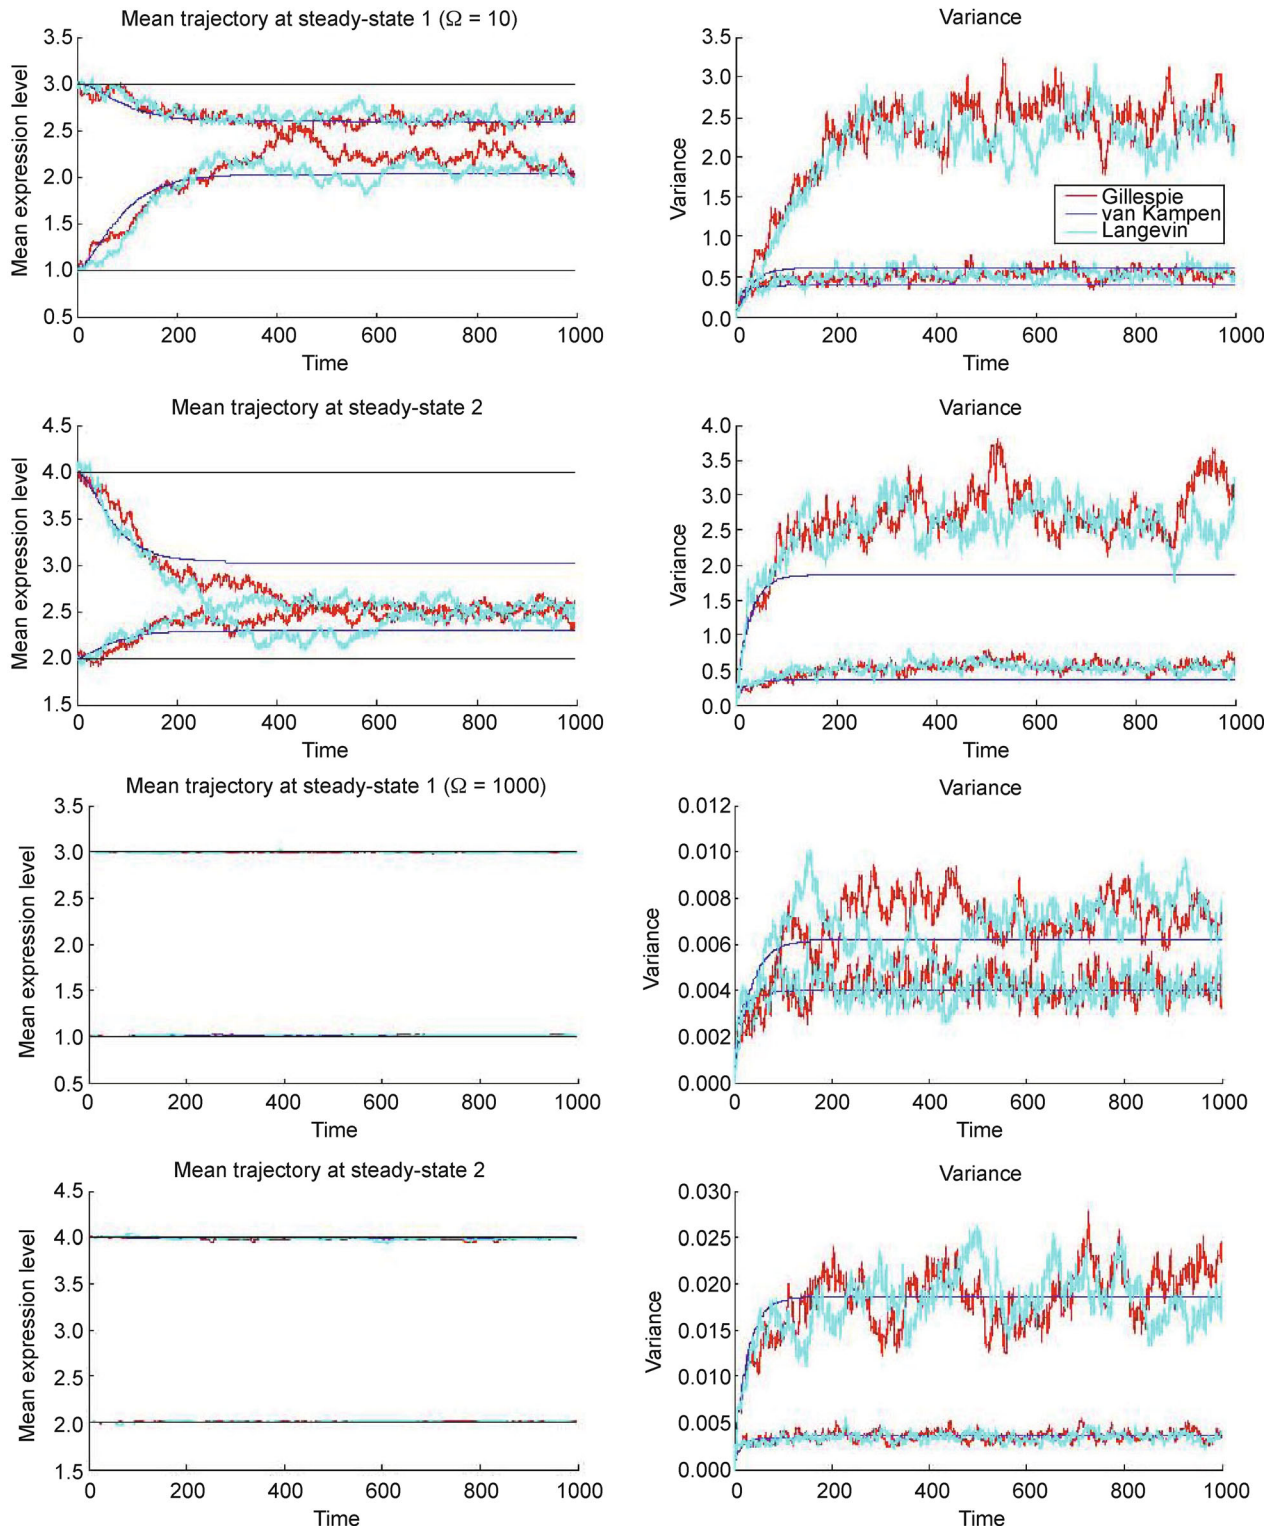 Mean trajectory at steady-state 1 (Ω = 10)
Mean expression level
3.5
3.0
2.5
2.0
1.5
1.0
0.5
0 200 400 600 800 1000
Time
Variance
Variance
3.5
3.0
2.5
2.0
1.5
1.0
0.5
0.0
Gillespie
van Kampen
Langevin
0 200 400 600 800 1000
Time
Mean trajectory at steady-state 2
Mean expression level
4.5
4.0
3.5
3.0
2.5
2.0
1.5
0 200 400 600 800 1000
Time
Variance
Variance
4.0
3.5
3.0
2.5
2.0
1.5
1.0
0.5
0.0
0 200 400 600 800 1000
Time
Mean trajectory at steady-state 1 (Ω = 1000)
Mean expression level
3.5
3.0
2.5
2.0
1.5
1.0
0.5
0 200 400 600 800 1000
Time
Variance
Variance
0.012
0.010
0.008
0.006
0.004
0.002
0.000
0 200 400 600 800 1000
Time
Mean trajectory at steady-state 2
Mean expression level
4.5
4.0
3.5
3.0
2.5
2.0
1.5
0 200 400 600 800 1000
Time
Variance
Variance
0.030
0.025
0.020
0.015
0.010
0.005
0.000
0 200 400 600 800 1000
Time